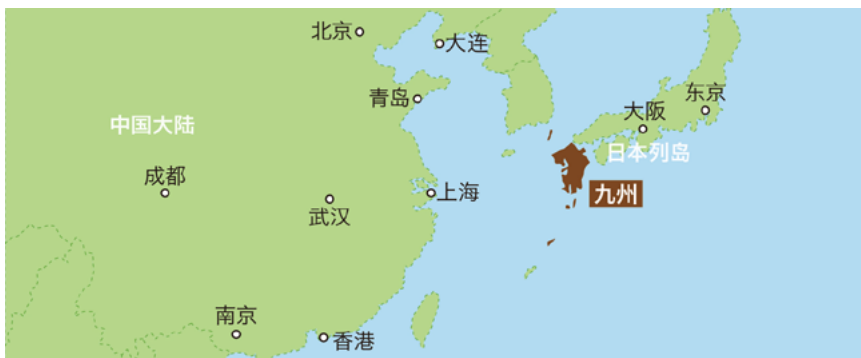 北京
大连
青岛
东京
大阪
中国大陆
日本列岛
成都
上海
九州
武汉
南京
香港